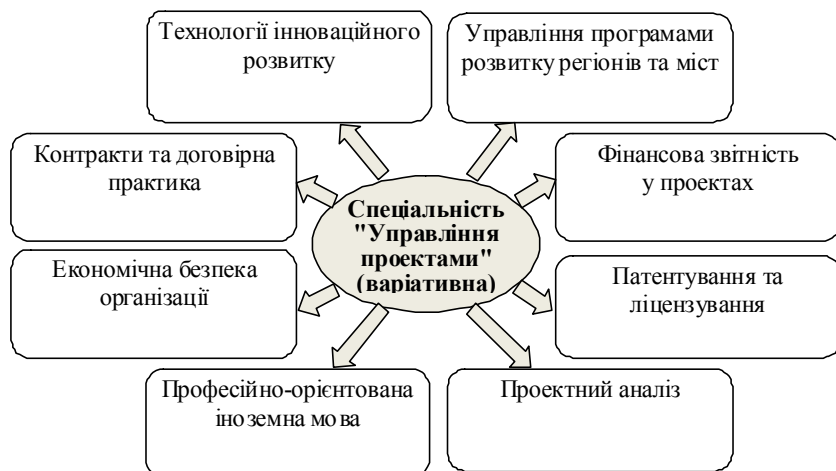 Технології інноваційного
розвитку
Управління програмами
розвитку регіонів та міст
Контракти та договірна
практика
Фінансова звітність
у проектах
Спеціальність
"Управління
проектами"
(варіативна)
Економічна безпека
організації
Патентування та
ліцензування
Професійно-орієнтована
іноземна мова
Проектний аналіз